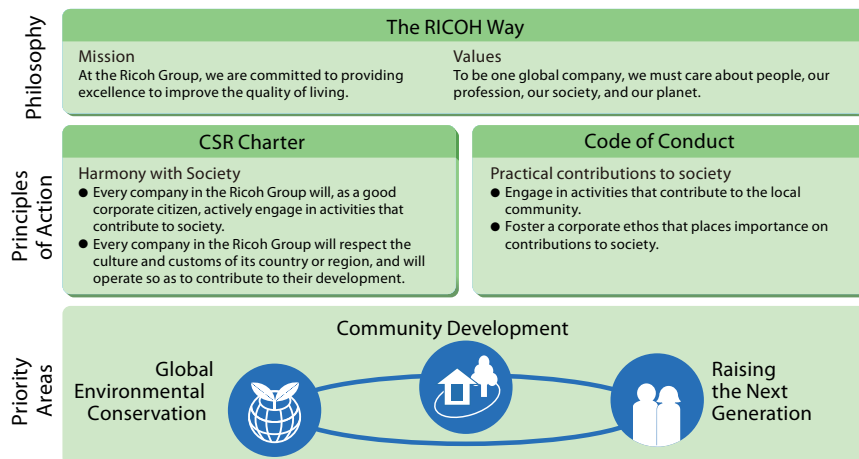 Philosophy
The RICOH Way
Mission
At the Ricoh Group, we are committed to providing
excellence to improve the quality of living.
Values
To be one global company, we must care about people, our
profession, our society, and our planet.
Principles
of Action
CSR Charter
Harmony with Society
● Every company in the Ricoh Group will, as a good
corporate citizen, actively engage in activities that
contribute to society.
● Every company in the Ricoh Group will respect the
culture and customs of its country or region, and will
operate so as to contribute to their development.
Code of Conduct
Practical contributions to society
● Engage in activities that contribute to the local
community.
● Foster a corporate ethos that places importance on
contributions to society.
Priority
Areas
Community Development
Global
Environmental
Conservation
Raising
the Next
Generation